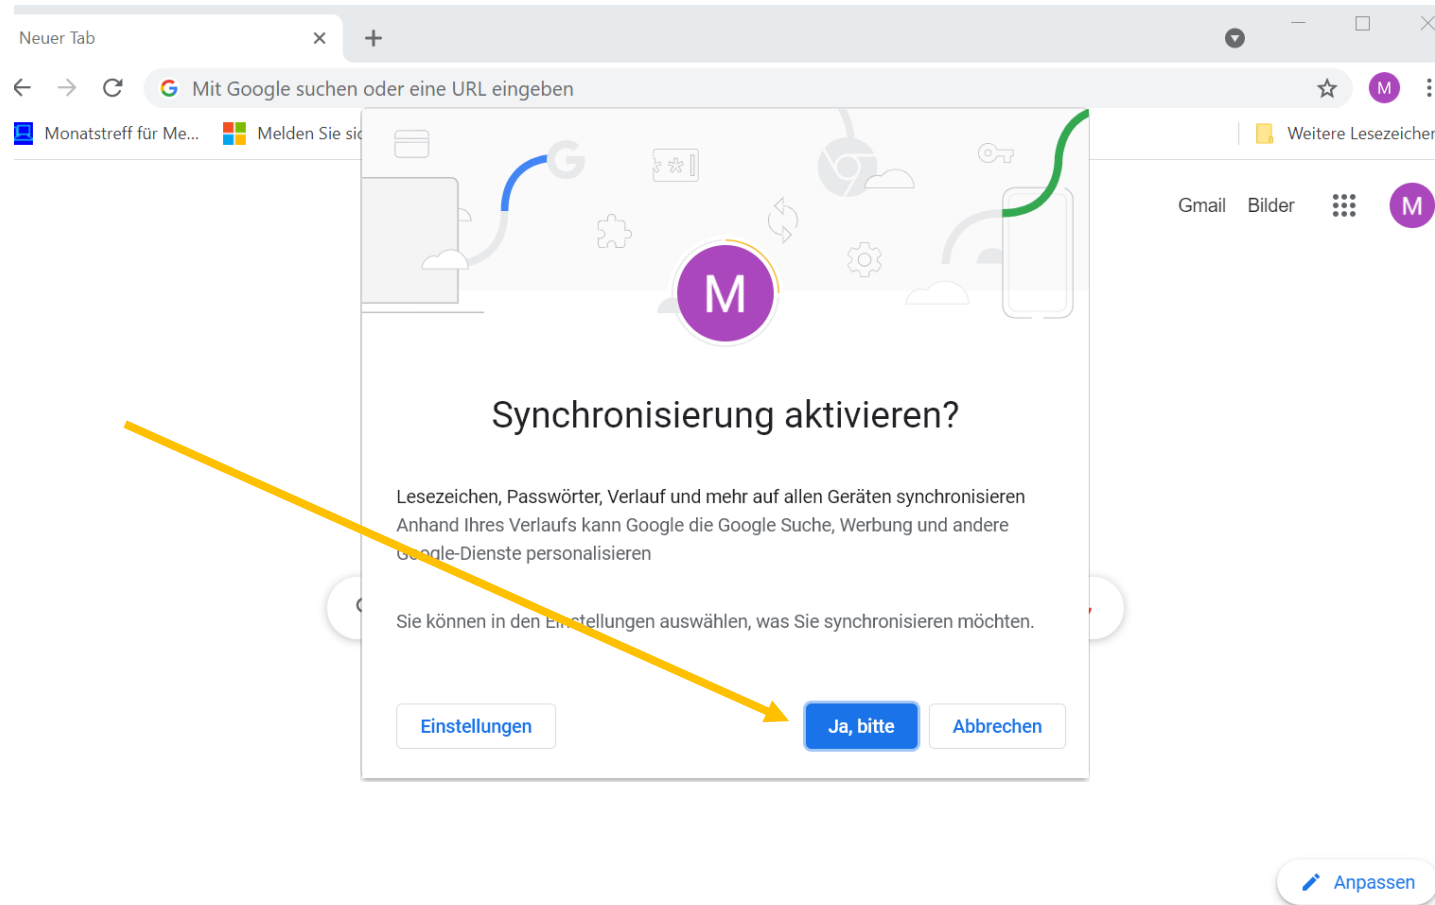 Neuer Tab
Mit Google suchen oder eine URL eingeben
M
Monatstreff für Me...
Melden Sie sic
Weitere Lesezeichen
Gmail
Bilder
M
M
Synchronisierung aktivieren?
Lesezeichen, Passwörter, Verlauf und mehr auf allen Geräten synchronisieren
Anhand Ihres Verlaufs kann Google die Google Suche, Werbung und andere
Google-Dienste personalisieren
Sie können in den Einstellungen auswählen, was Sie synchronisieren möchten.
Einstellungen
Ja, bitte
Abbrechen
Anpassen